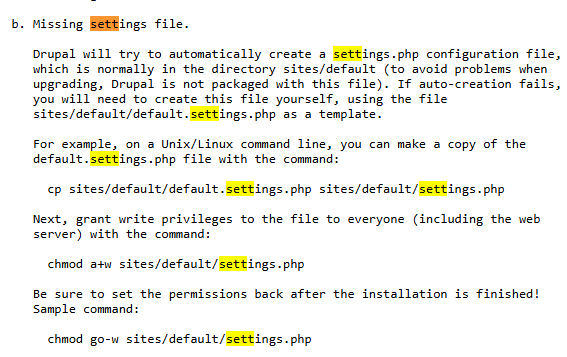 b. Missing settings file.
Drupal will try to automatically create a settings.php configuration file,
which is normally in the directory sites/default (to avoid problems when
upgrading, Drupal is not packaged with this file). If auto-creation fails,
you will need to create this file yourself, using the file
sites/default/default.settings.php as a template.
For example, on a Unix/Linux command line, you can make a copy of the
default.settings.php file with the command:
cp sites/default/default.settings.php sites/default/settings.php
Next, grant write privileges to the file to everyone (including the web
server) with the command:
chmod a+w sites/default/settings.php
Be sure to set the permissions back after the installation is finished!
Sample command:
chmod go-w sites/default/settings.php